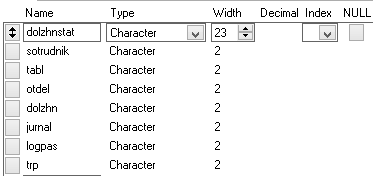 Name Type Width Decimal Index NULL
dolzhnstat Character 23
sotrudnik Character 2
tabl Character 2
otdel Character 2
dolzhn Character 2
jurnal Character 2
logpas Character 2
trp Character 2